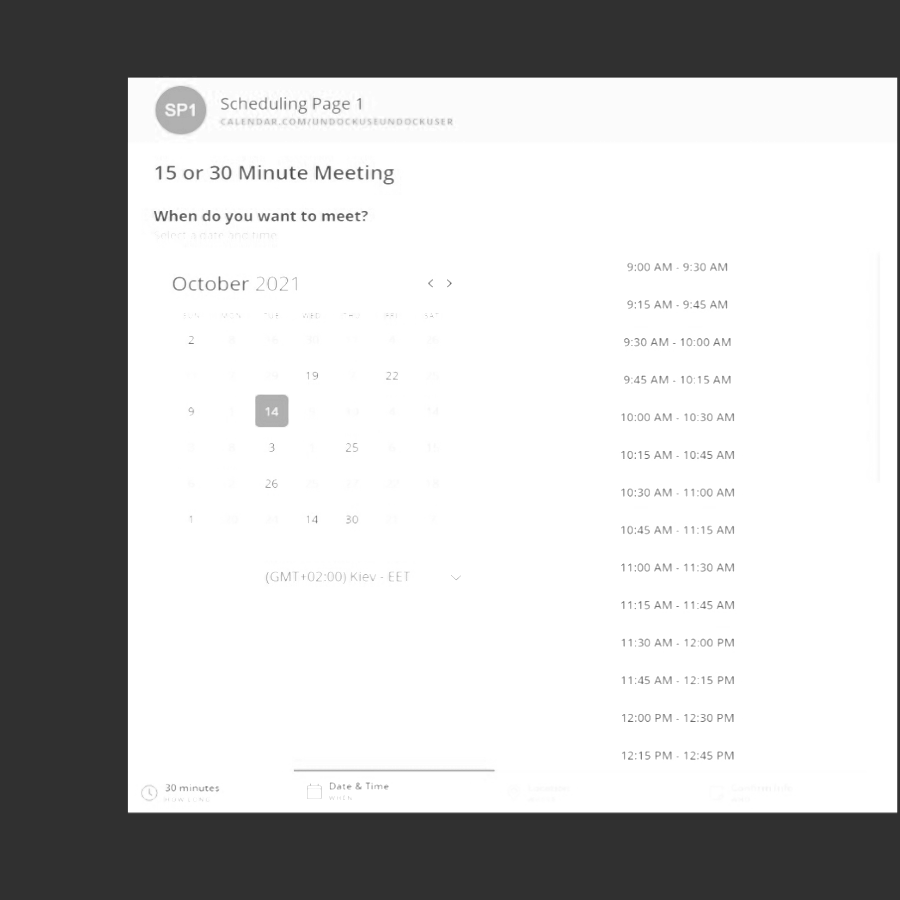 SP1
Scheduling Page 1
CALENDAR.COM/UNDOCKUSEUNDOCKUSER
15 or 30 Minute Meeting
When do you want to meet?
Select a date and time
October 2021
SUN MON TUE WED THU FRI SAT
2
19 22
9 14
3 25
26
1 14 30
(GMT+02:00) Kiev - EET
9:00 AM - 9:30 AM
9:15 AM - 9:45 AM
9:30 AM - 10:00 AM
9:45 AM - 10:15 AM
10:00 AM - 10:30 AM
10:15 AM - 10:45 AM
10:30 AM - 11:00 AM
10:45 AM - 11:15 AM
11:00 AM - 11:30 AM
11:15 AM - 11:45 AM
11:30 AM - 12:00 PM
11:45 AM - 12:15 PM
12:00 PM - 12:30 PM
12:15 PM - 12:45 PM
30 minutes
HOW LONG
Date & Time
WHEN